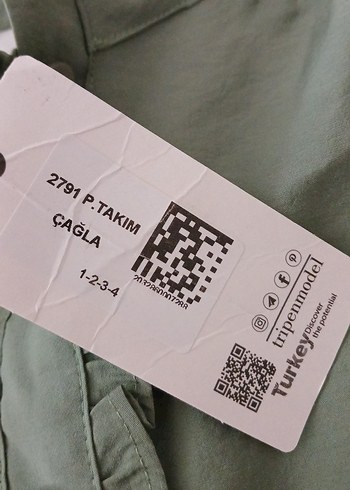 2791 P.TAKIM
ÇAĞLA
1-2-3-4
tripenmodel
Turkey
Discover
the potential